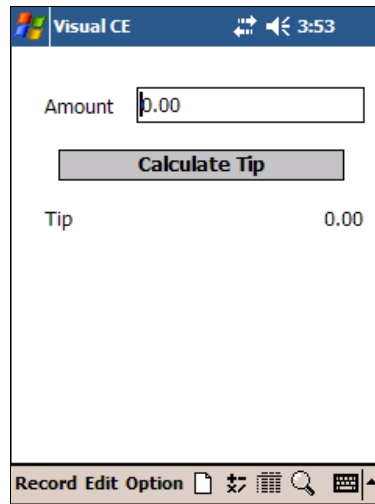 Visual CE 3:53
Amount 0.00
Calculate Tip
Tip 0.00
Record Edit Option